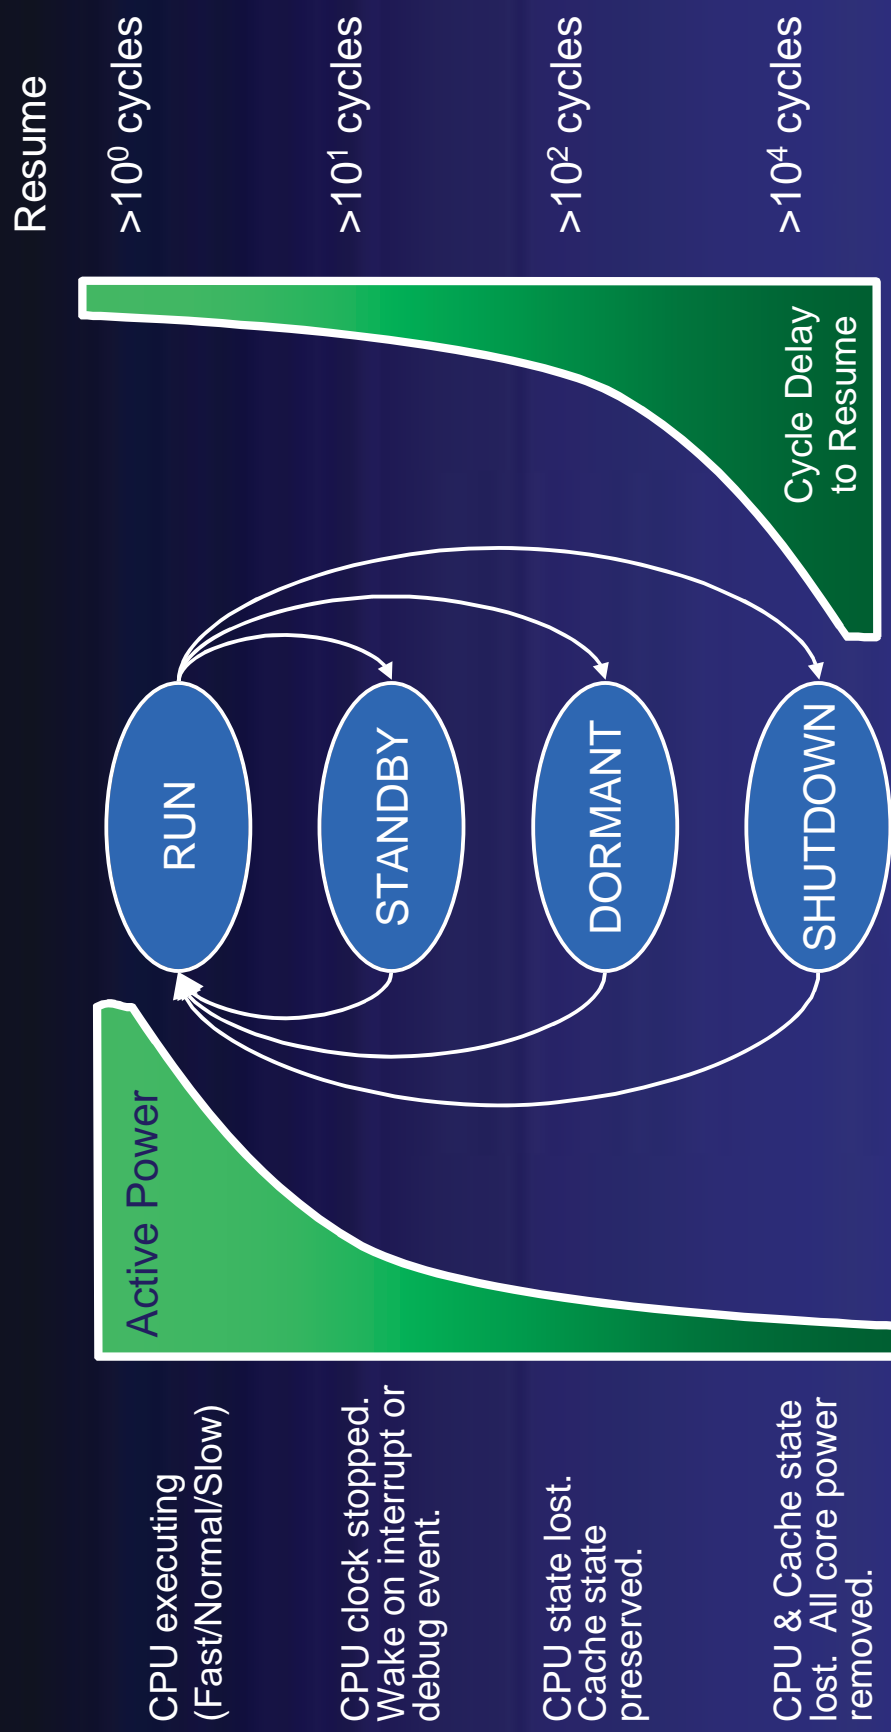 Resume
CPU executing
(Fast/Normal/Slow)
Active Power
RUN
>10⁰ cycles
CPU clock stopped.
Wake on interrupt or
debug event.
STANDBY
>10¹ cycles
CPU state lost.
Cache state
preserved.
DORMANT
>10² cycles
CPU & Cache state
lost.  All core power
removed.
SHUTDOWN
Cycle Delay
to Resume
>10⁴ cycles